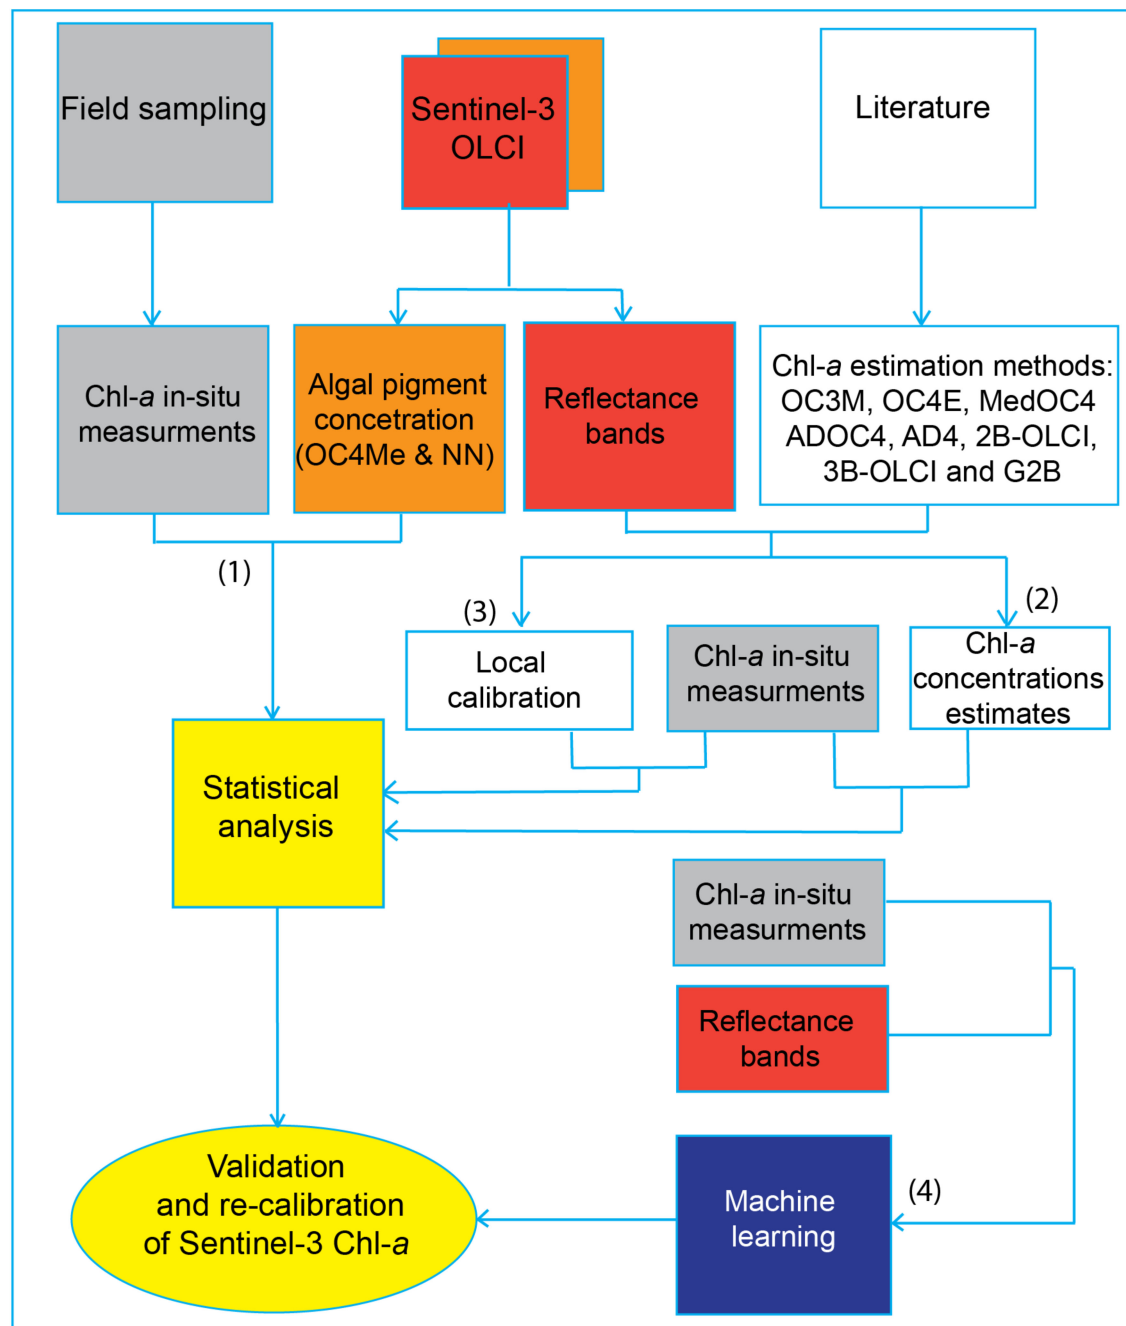 Field sampling
Sentinel-3
OLCI
Literature
Chl-a in-situ
measurments
Algal pigment
concetration
(OC4Me & NN)
Reflectance
bands
Chl-a estimation methods:
OC3M, OC4E, MedOC4
ADOC4, AD4, 2B-OLCI,
3B-OLCI and G2B
(1)
(3)
(2)
Local
calibration
Chl-a in-situ
measurments
Chl-a
concentrations
estimates
Statistical
analysis
Chl-a in-situ
measurments
Reflectance
bands
Validation
and re-calibration
of Sentinel-3 Chl-a
Machine
learning
(4)